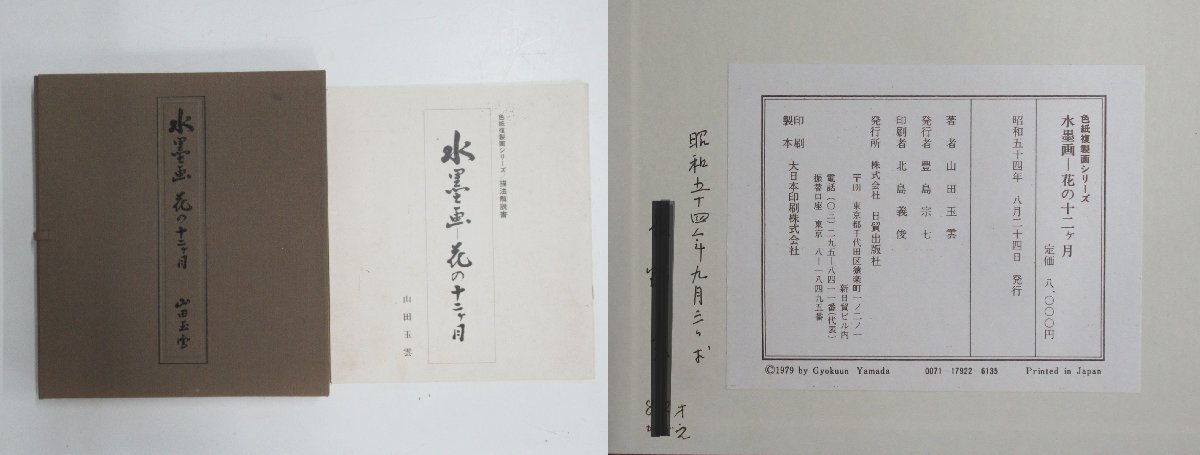 水墨画 花の十二ヶ月 山田玉雲
色紙複製画シリーズ・描法解説書
水墨画―花の十二ヶ月
山田玉雲
色紙複製画シリーズ
水墨画―花の十二ヶ月
定価 八、〇〇〇円
昭和五十四年 八月二十四日 発行
著者 山田玉雲
発行者 豊島宗七
印刷者 北島義俊
発行所 株式会社 日貿出版社
〒101 東京都千代田区猿楽町一ノ二ノ一
新日貿ビル内
電話(〇三)二九五―八四一一番(代表)
振替口座 東京 八―一八四九五番
印刷
製本 大日本印刷株式会社
©1979 by Gyokuun Yamada 0071-17922-6135 Printed in Japan
昭和五十四年九月